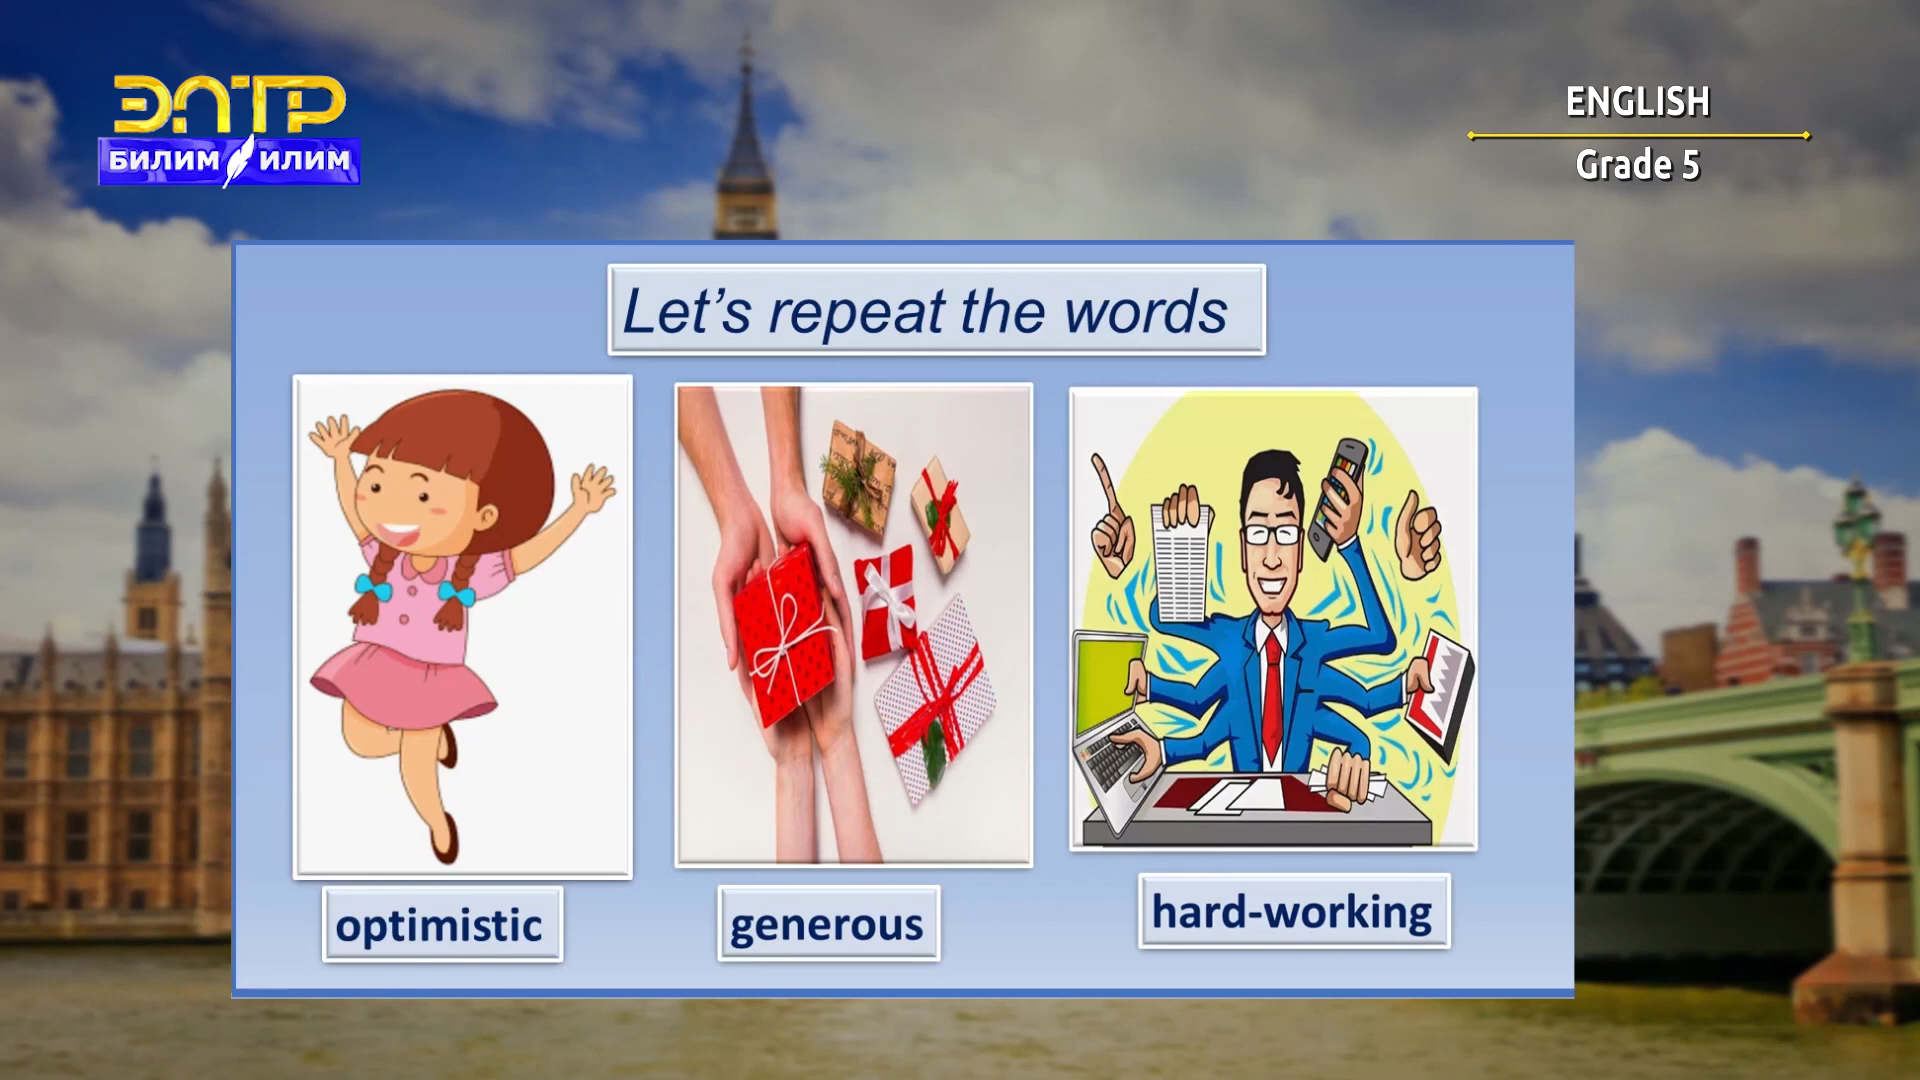 ЭЛТР
БИЛИМ ИЛИМ
ENGLISH
Grade 5
Let’s repeat the words
optimistic
generous
hard-working